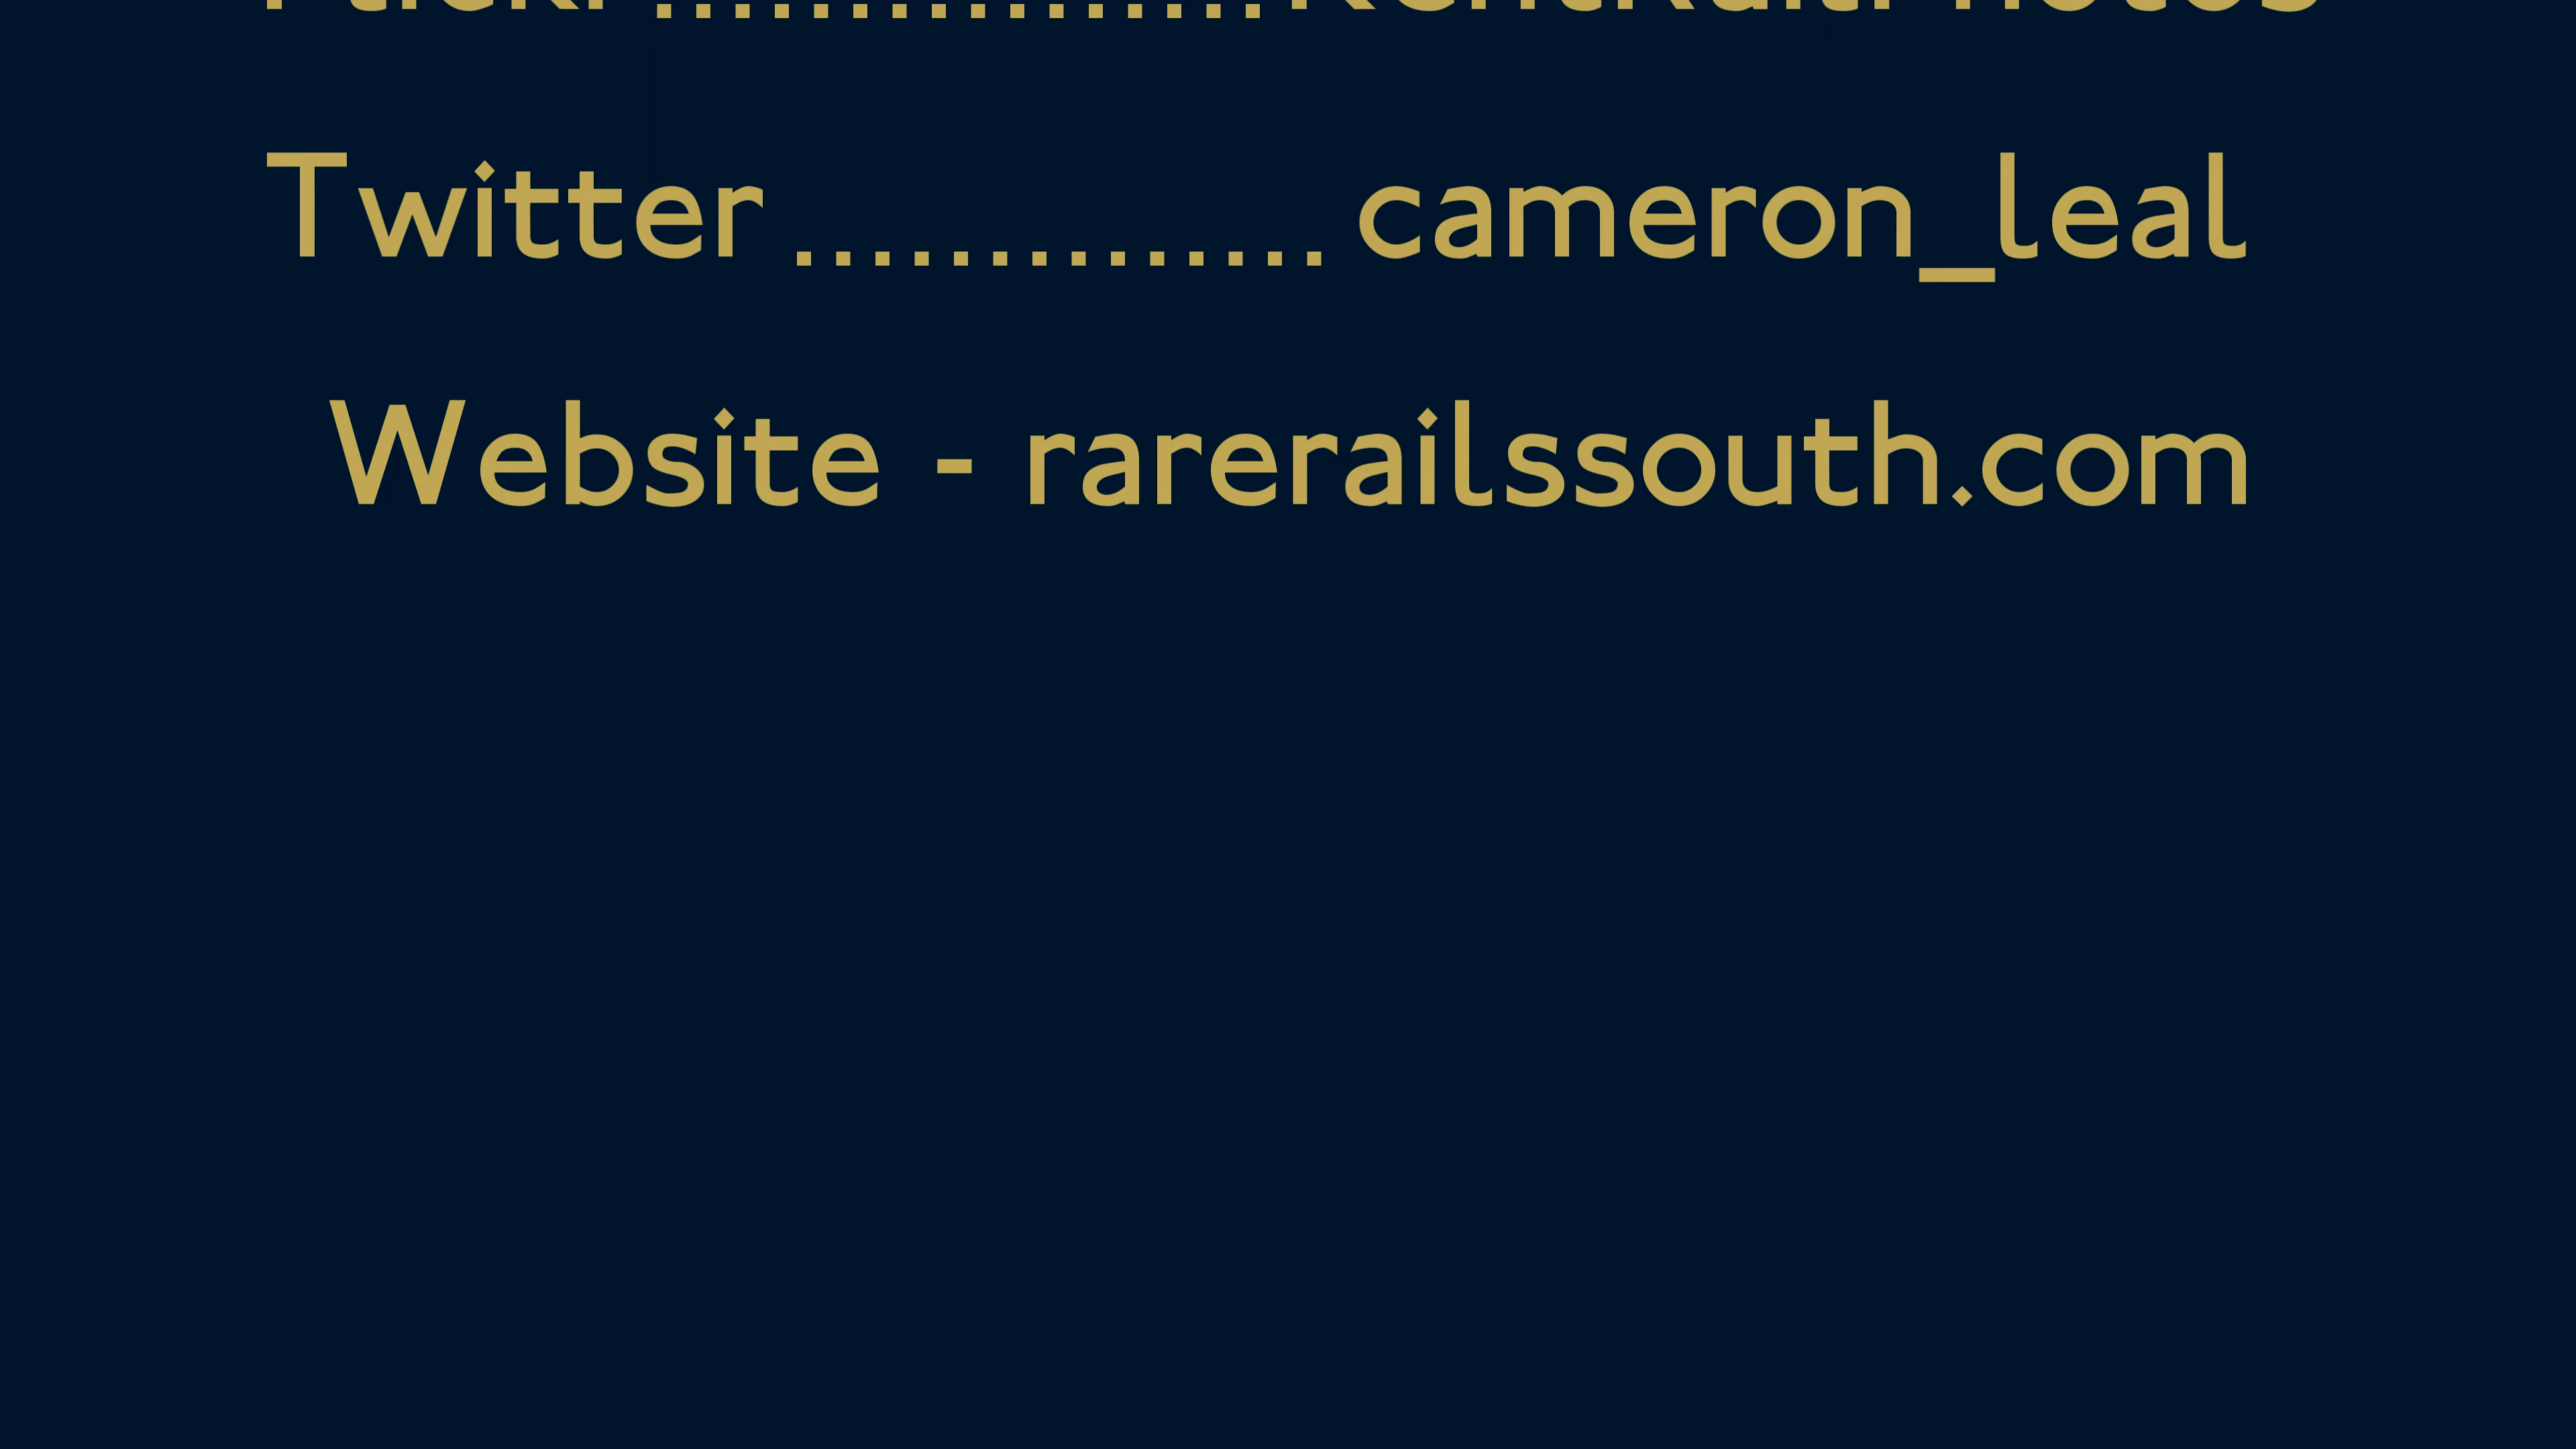 Twitter .............. cameron_leal
Website - rarerailssouth.com